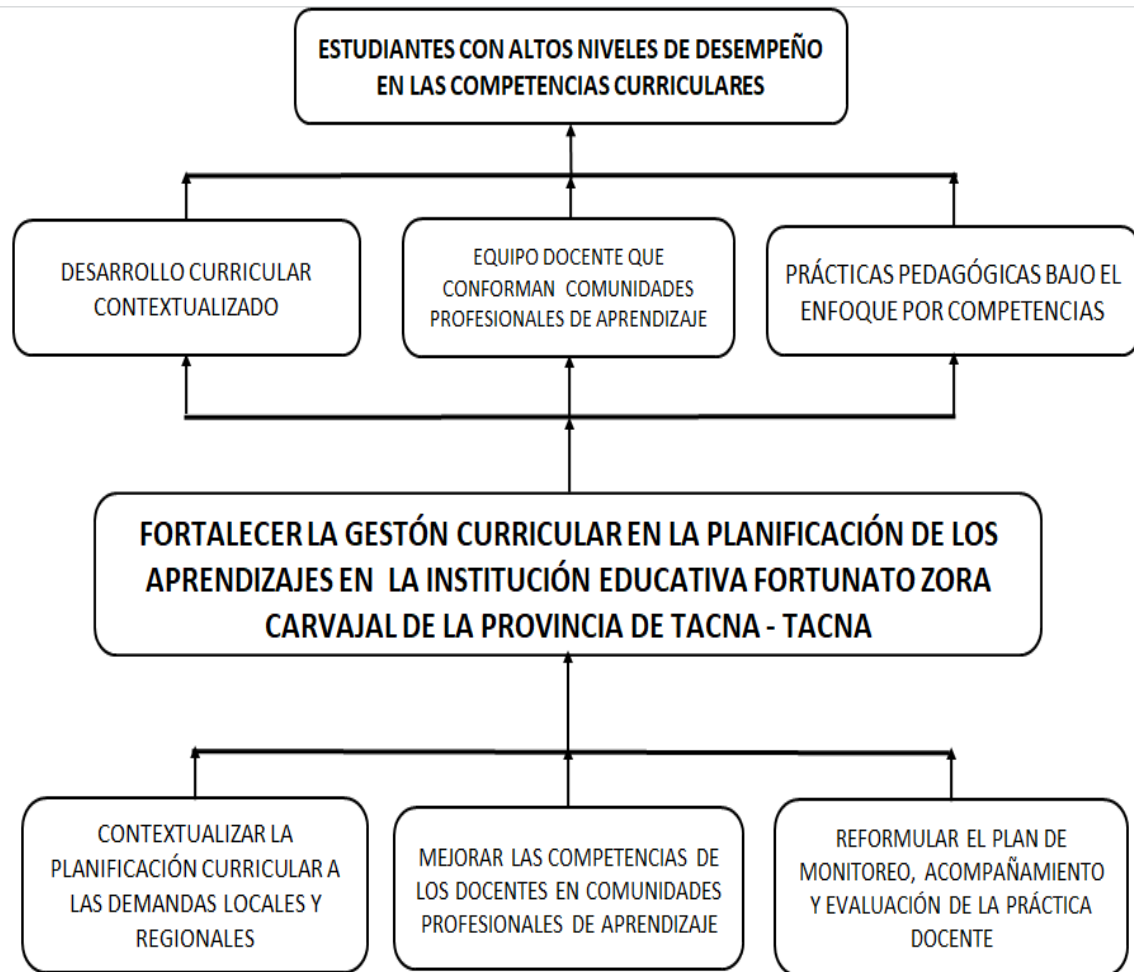 ESTUDIANTES CON ALTOS NIVELES DE DESEMPEÑO
EN LAS COMPETENCIAS CURRICULARES
DESARROLLO CURRICULAR
CONTEXTUALIZADO
EQUIPO DOCENTE QUE
CONFORMAN COMUNIDADES
PROFESIONALES DE APRENDIZAJE
PRÁCTICAS PEDAGÓGICAS BAJO EL
ENFOQUE POR COMPETENCIAS
FORTALECER LA GESTÓN CURRICULAR EN LA PLANIFICACIÓN DE LOS
APRENDIZAJES EN LA INSTITUCIÓN EDUCATIVA FORTUNATO ZORA
CARVAJAL DE LA PROVINCIA DE TACNA - TACNA
CONTEXTUALIZAR LA
PLANIFICACIÓN CURRICULAR A
LAS DEMANDAS LOCALES Y
REGIONALES
MEJORAR LAS COMPETENCIAS DE
LOS DOCENTES EN COMUNIDADES
PROFESIONALES DE APRENDIZAJE
REFORMULAR EL PLAN DE
MONITOREO, ACOMPAÑAMIENTO
Y EVALUACIÓN DE LA PRÁCTICA
DOCENTE